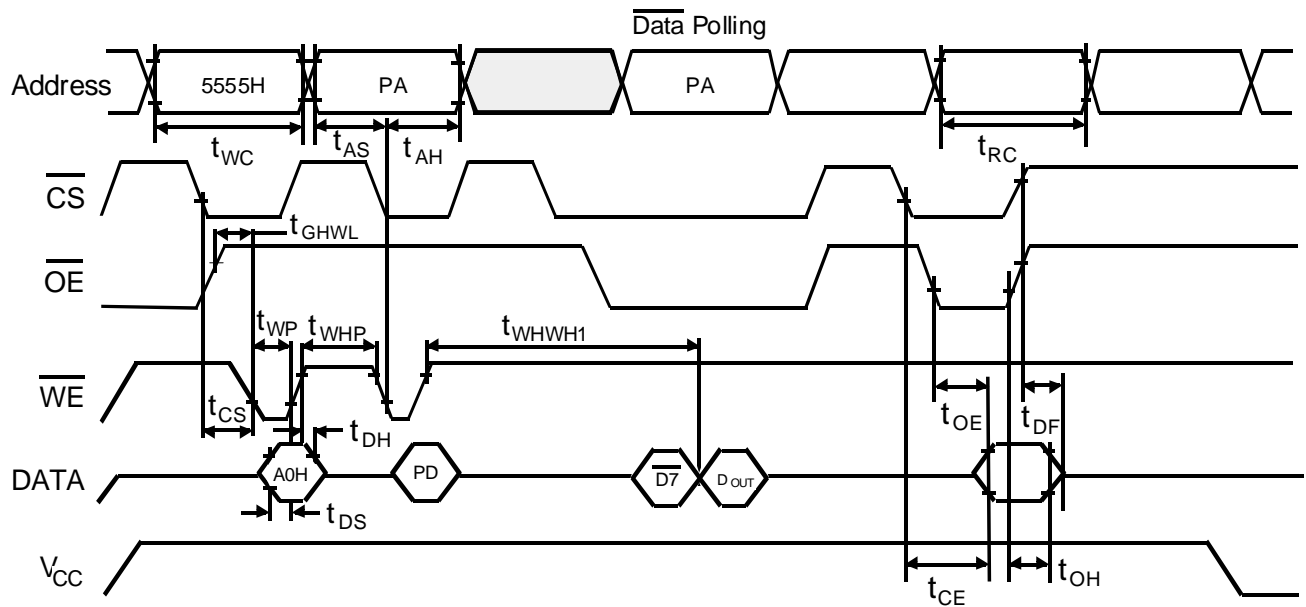 Data Polling
Address
5555H
PA
PA
tWC
tAS
tAH
tRC
CS
tGHWL
OE
tWP
tWHP
tWHWH1
WE
tCS
tDH
tOE
tDF
DATA
A0H
PD
D7
DOUT
tDS
VCC
tCE
tOH